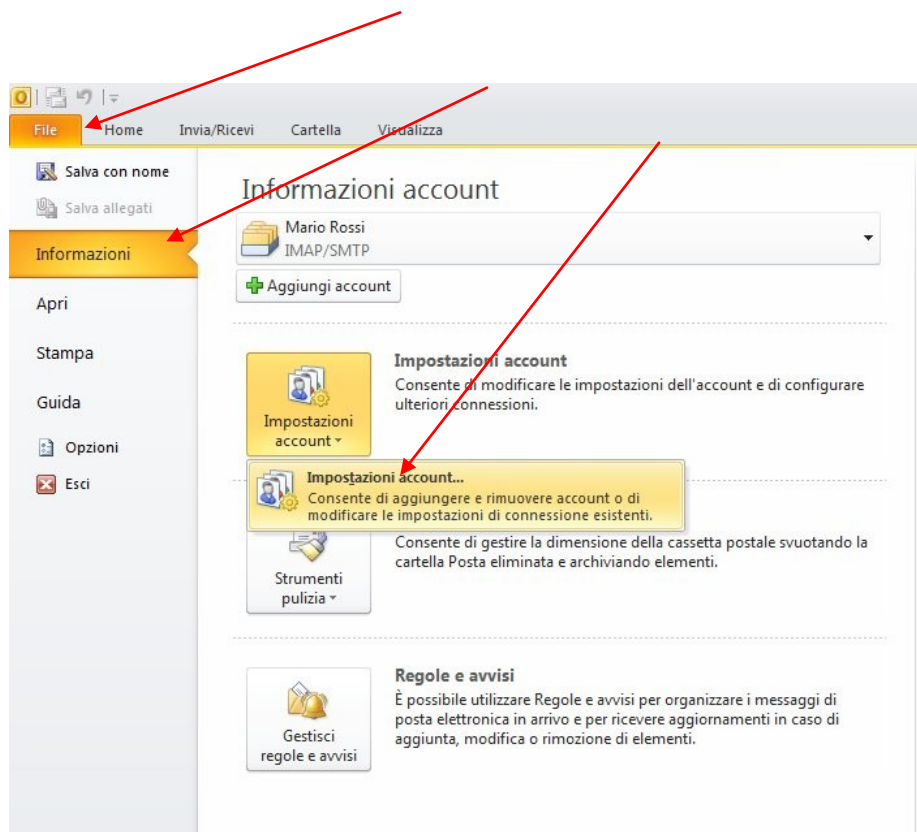 File Home Invia/Ricevi Cartella Visualizza
Salva con nome
Salva allegati
Informazioni
Apri
Stampa
Guida
Opzioni
Esci
Informazioni account
Mario Rossi
IMAP/SMTP
Aggiungi account
Impostazioni
account
Impostazioni account
Consente di modificare le impostazioni dell'account e di configurare
ulteriori connessioni.
Impostazioni account...
Consente di aggiungere e rimuovere account o di
modificare le impostazioni di connessione esistenti.
Strumenti
pulizia
Consente di gestire la dimensione della cassetta postale svuotando la
cartella Posta eliminata e archiviando elementi.
Gestisci
regole e avvisi
Regole e avvisi
È possibile utilizzare Regole e avvisi per organizzare i messaggi di
posta elettronica in arrivo e per ricevere aggiornamenti in caso di
aggiunta, modifica o rimozione di elementi.